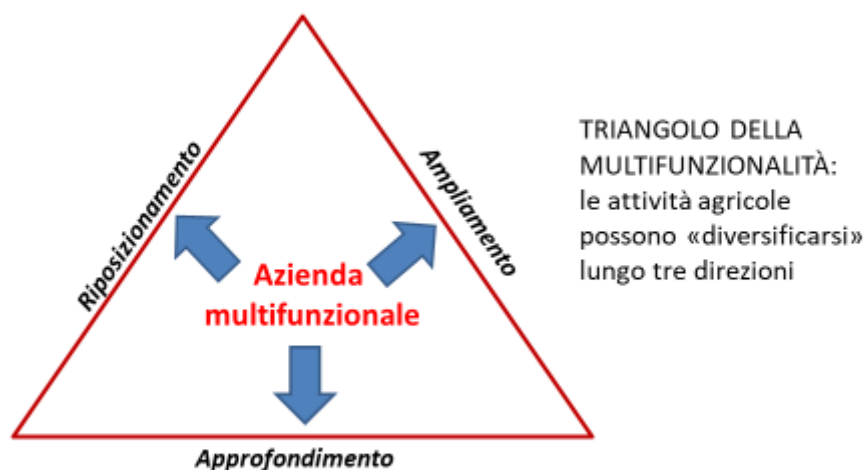 Riposizionamento
Ampliamento
Azienda
multifunzionale
Approfondimento
TRIANGOLO DELLA
MULTIFUNZIONALITÀ:
le attività agricole
possono «diversificarsi»
lungo tre direzioni